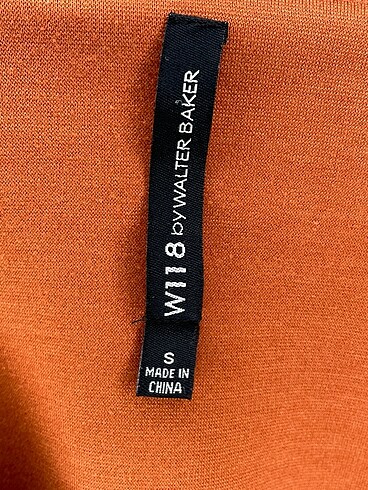 W118 by WALTER BAKER
S
MADE IN
CHINA